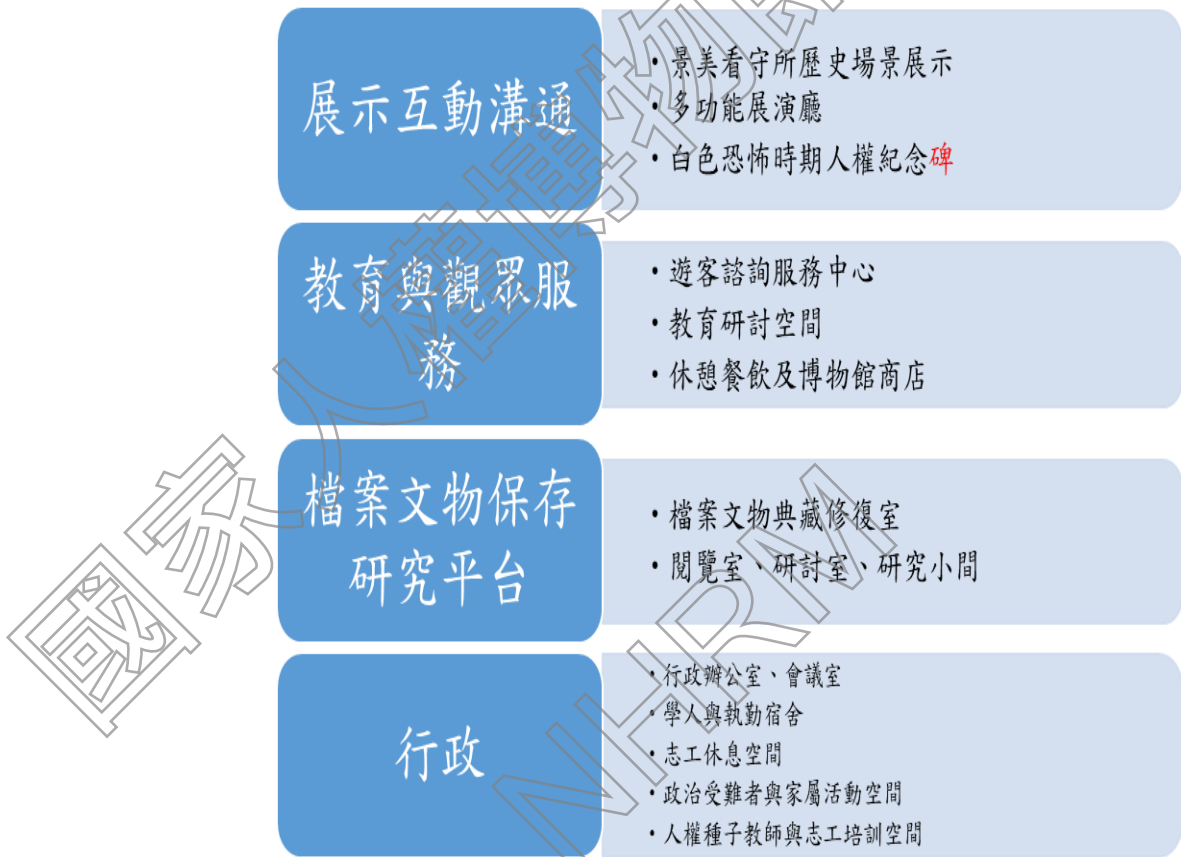 展示互動溝通
・景美看守所歷史場景展示
・多功能展演廳
・白色恐怖時期人權紀念碑
教育與觀眾服
務
・遊客諮詢服務中心
・教育研討空間
・休憩餐飲及博物館商店
檔案文物保存
研究平台
・檔案文物典藏修復室
・閱覽室、研討室、研究小間
行政
・行政辦公室、會議室
・學人與執勤宿舍
・志工休息空間
・政治受難者與家屬活動空間
・人權種子教師與志工培訓空間
國家人權博物館
NHRM